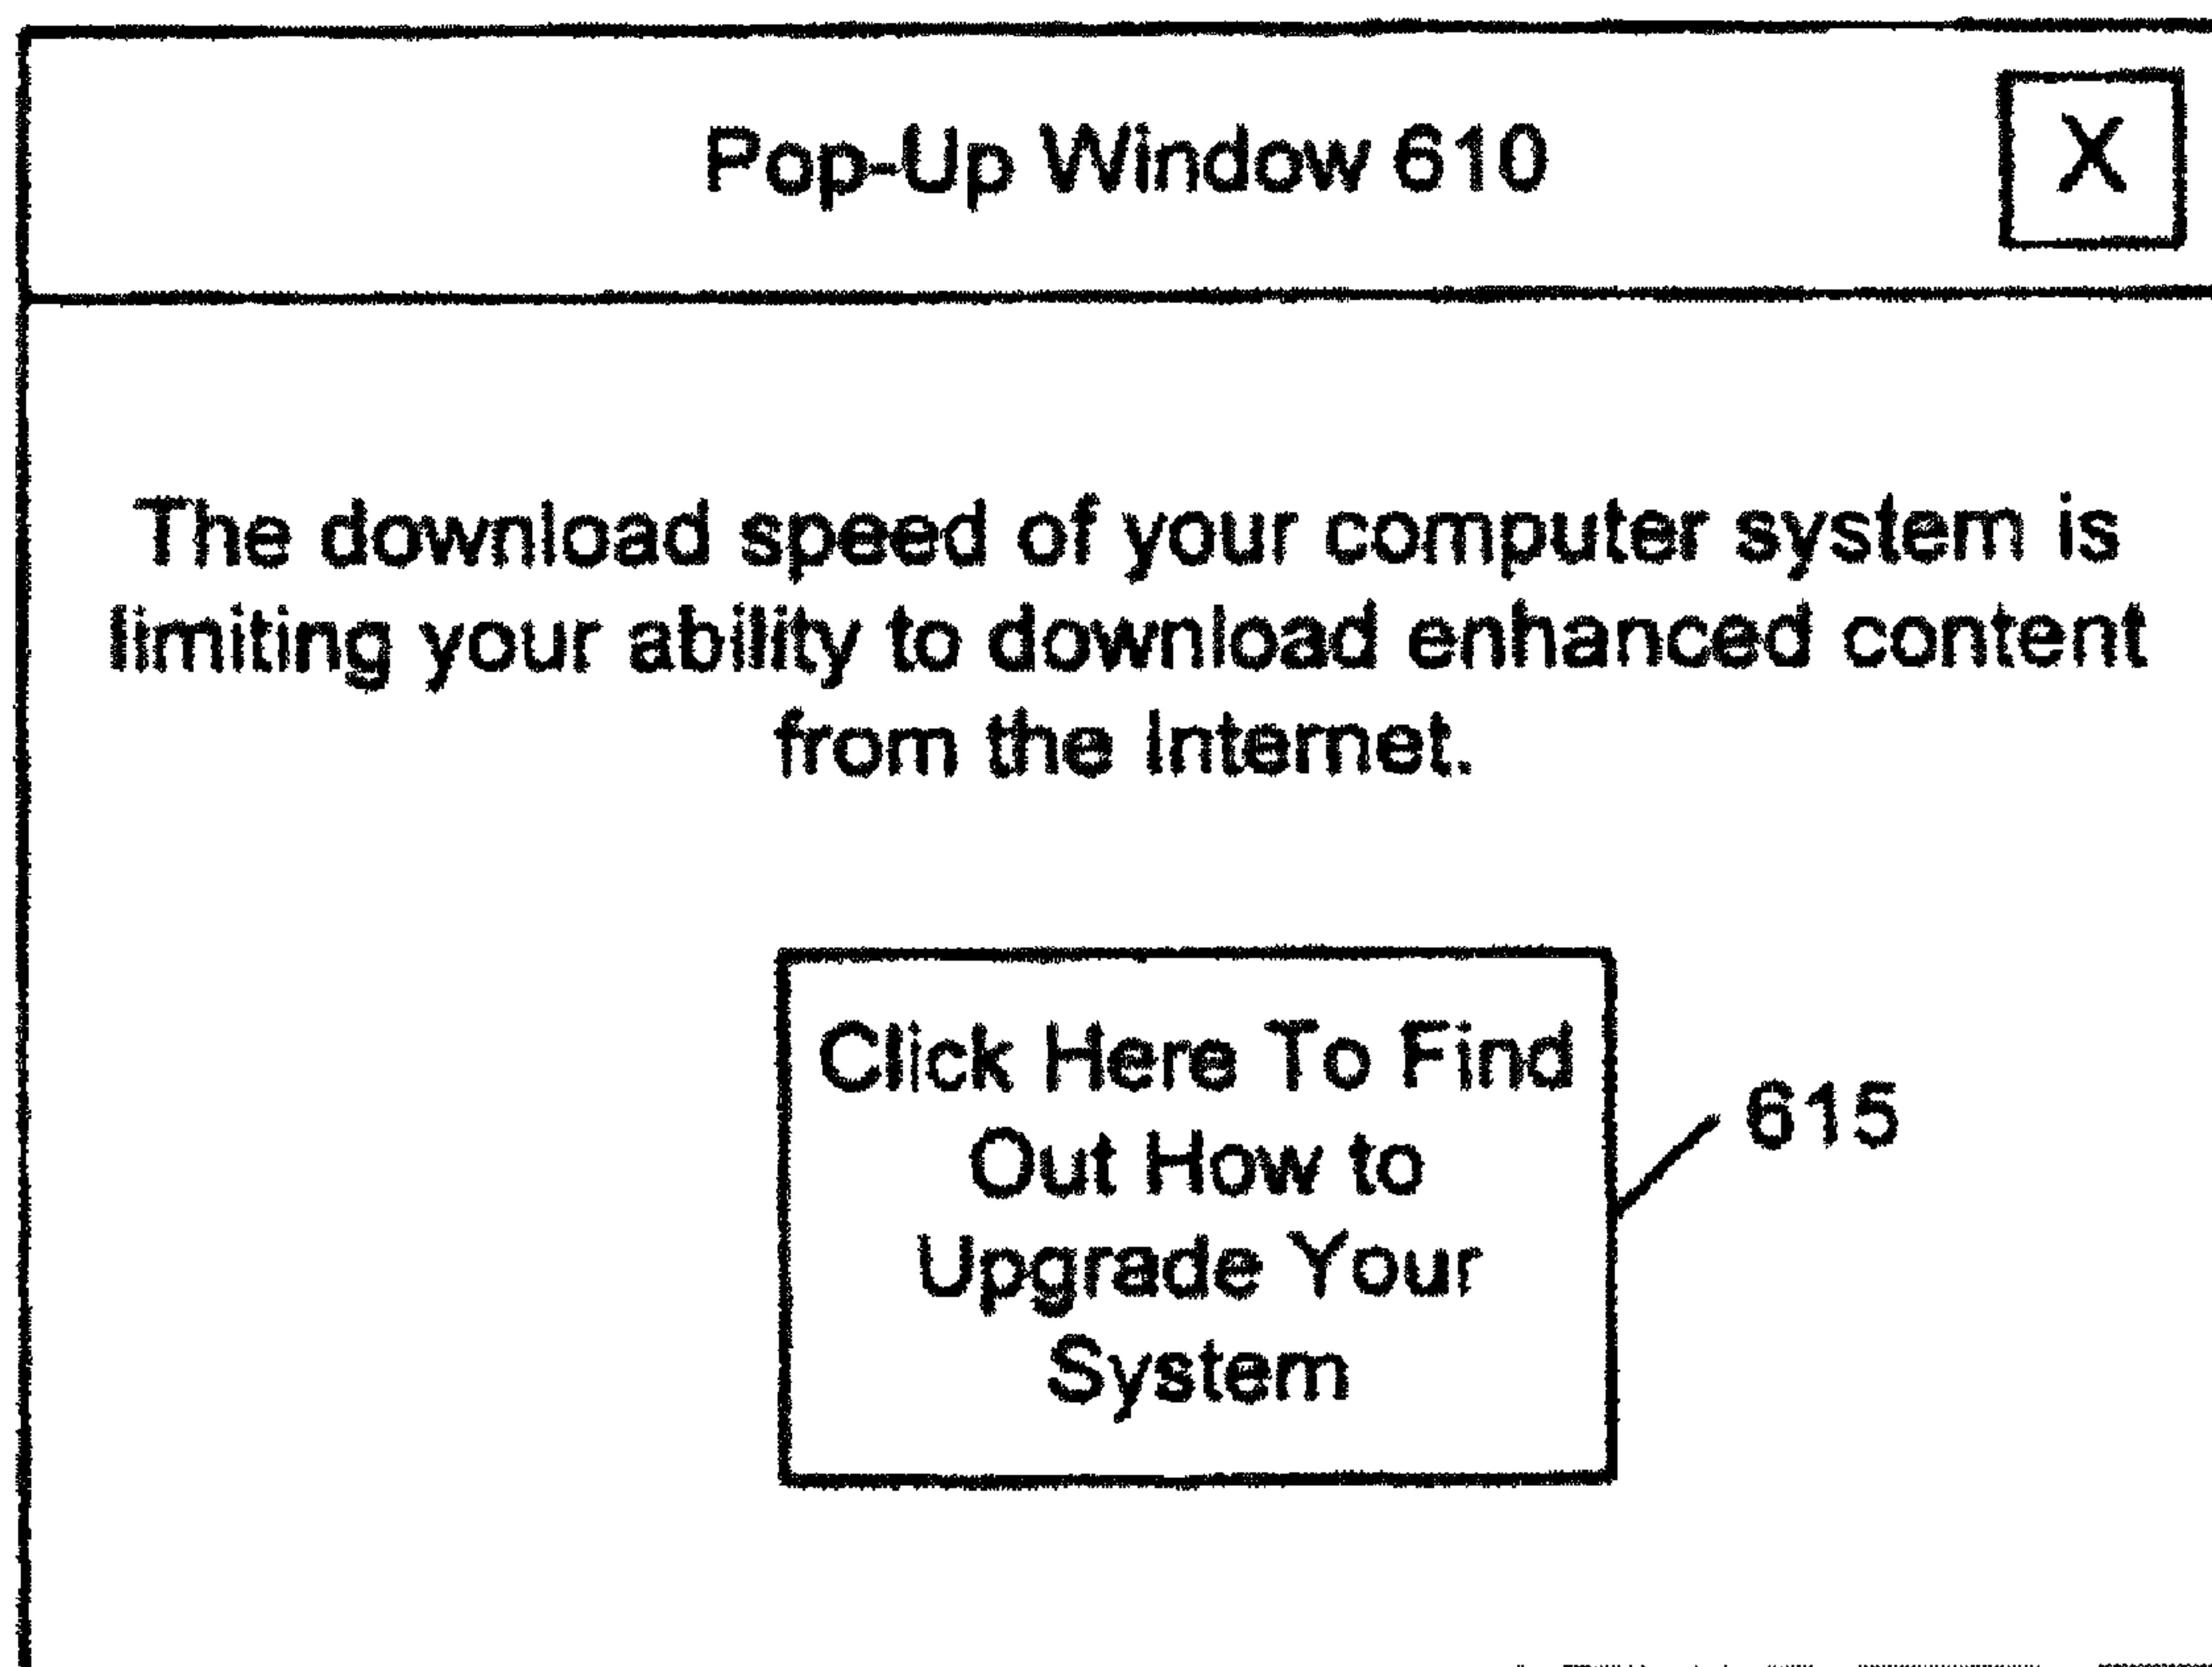 Pop-Up Window 610
X
The download speed of your computer system is
limiting your ability to download enhanced content
from the Internet.
Click Here To Find
Out How to
Upgrade Your
System
615